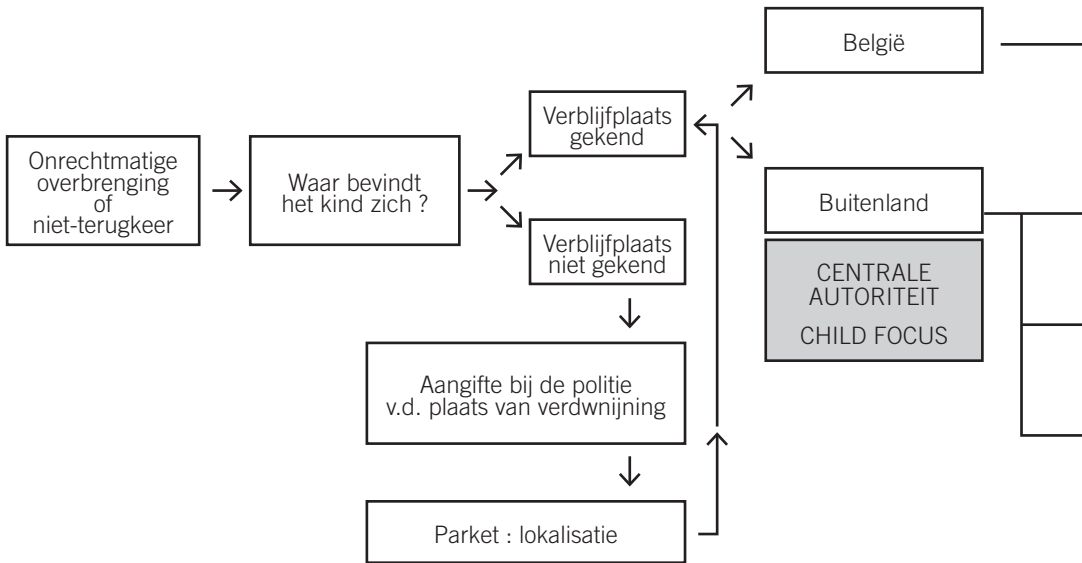 Onrechtmatige
overbrenging
of
niet-terugkeer
Waar bevindt
het kind zich ?
Verblijfplaats
gekend
Verblijfplaats
niet gekend
Aangifte bij de politie
v.d. plaats van verdwnijning
Parket : lokalisatie
België
Buitenland
CENTRALE
AUTORITEIT
CHILD FOCUS